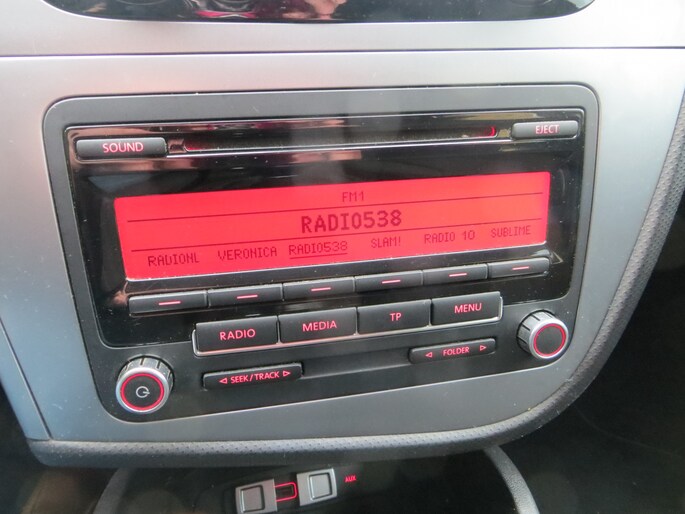 SOUND EJECT
FM1
RADIO538
RADIONL VERONICA RADIO538 SLAM! RADIO 10 SUBLIME
RADIO MEDIA TP MENU
SEEK/TRACK FOLDER
AUX